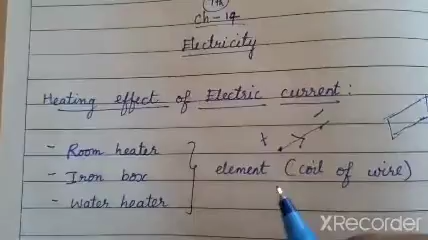 7th
Ch - 14
Electricity
Heating effect of Electric current :
- Room heater
- Iron box
- Water heater
element (coil of wire)
XRecorder